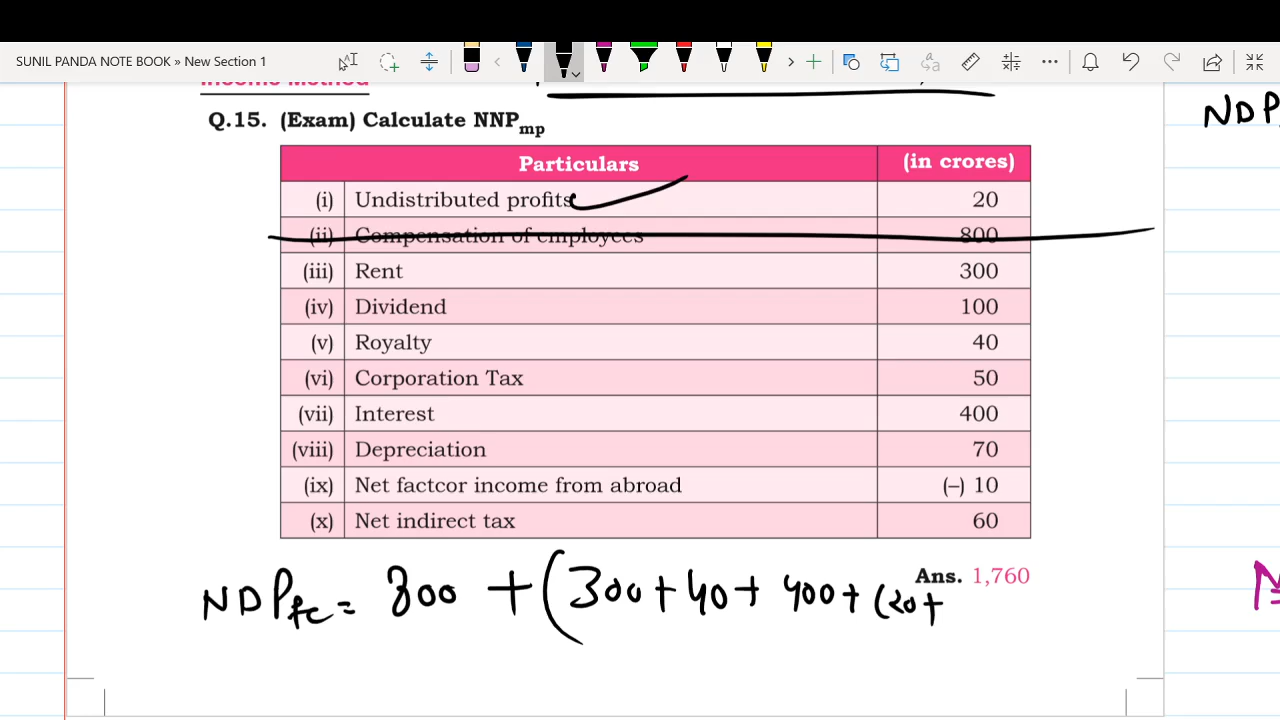 SUNIL PANDA NOTE BOOK » New Section 1
Income Method
NDP
Q.15. (Exam) Calculate NNPmp
Particulars (in crores)
(i) Undistributed profits 20
(ii) Compensation of employees 800
(iii) Rent 300
(iv) Dividend 100
(v) Royalty 40
(vi) Corporation Tax 50
(vii) Interest 400
(viii) Depreciation 70
(ix) Net factcor income from abroad (–) 10
(x) Net indirect tax 60
Ans. 1,760
NDPfc = 800 + (300 + 40 + 400 + (20 +